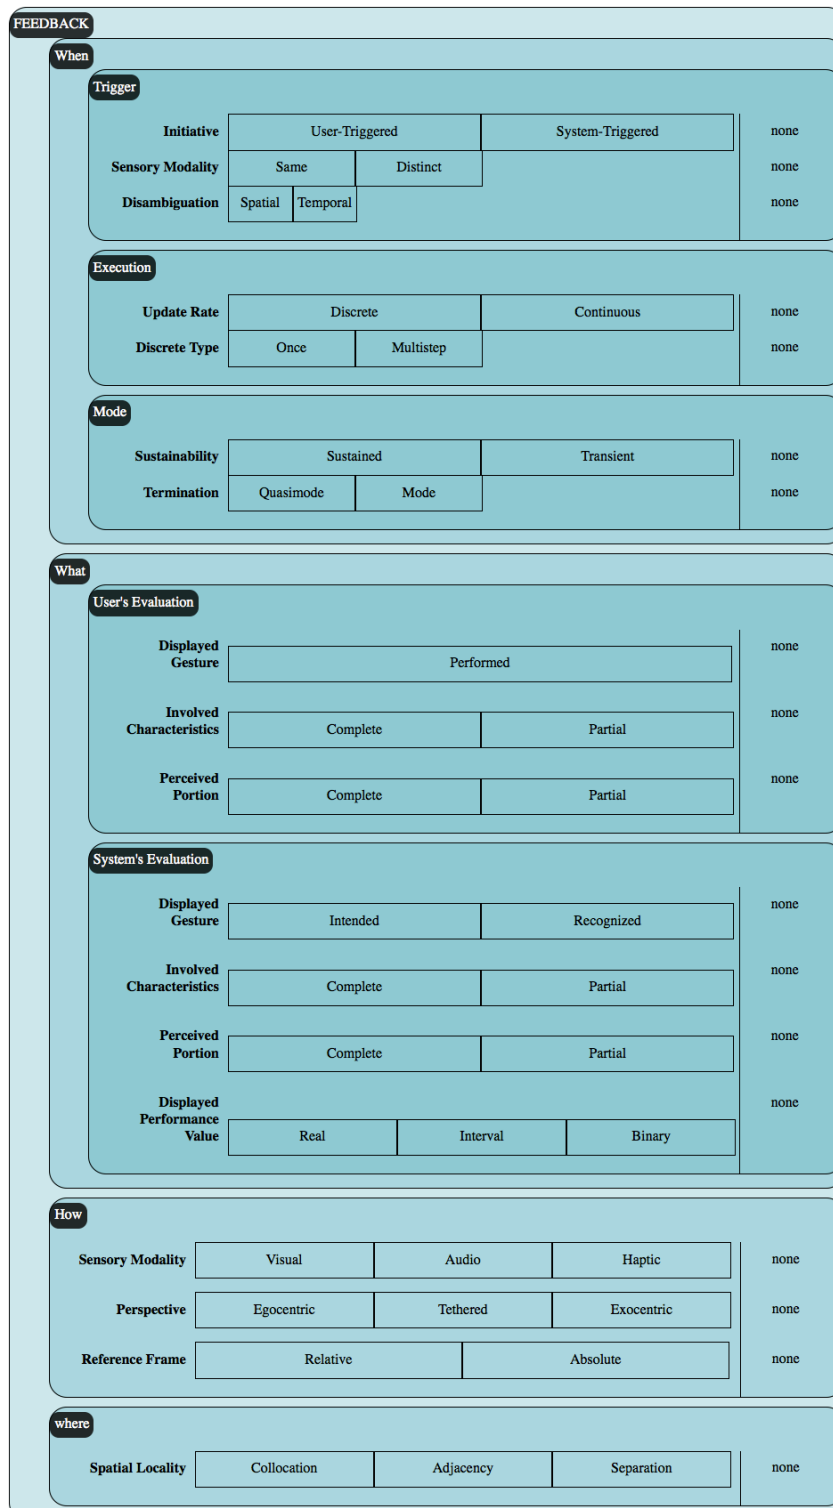 FEEDBACK
When
Trigger
Initiative User-Triggered System-Triggered none
Sensory Modality Same Distinct none
Disambiguation Spatial Temporal none
Execution
Update Rate Discrete Continuous none
Discrete Type Once Multistep none
Mode
Sustainability Sustained Transient none
Termination Quasimode Mode none
What
User's Evaluation
Displayed none
Gesture Performed
Involved none
Characteristics Complete Partial
Perceived none
Portion Complete Partial
System's Evaluation
Displayed none
Gesture Intended Recognized
Involved none
Characteristics Complete Partial
Perceived none
Portion Complete Partial
Displayed none
Performance
Value Real Interval Binary
How
Sensory Modality Visual Audio Haptic none
Perspective Egocentric Tethered Exocentric none
Reference Frame Relative Absolute none
where
Spatial Locality Collocation Adjacency Separation none